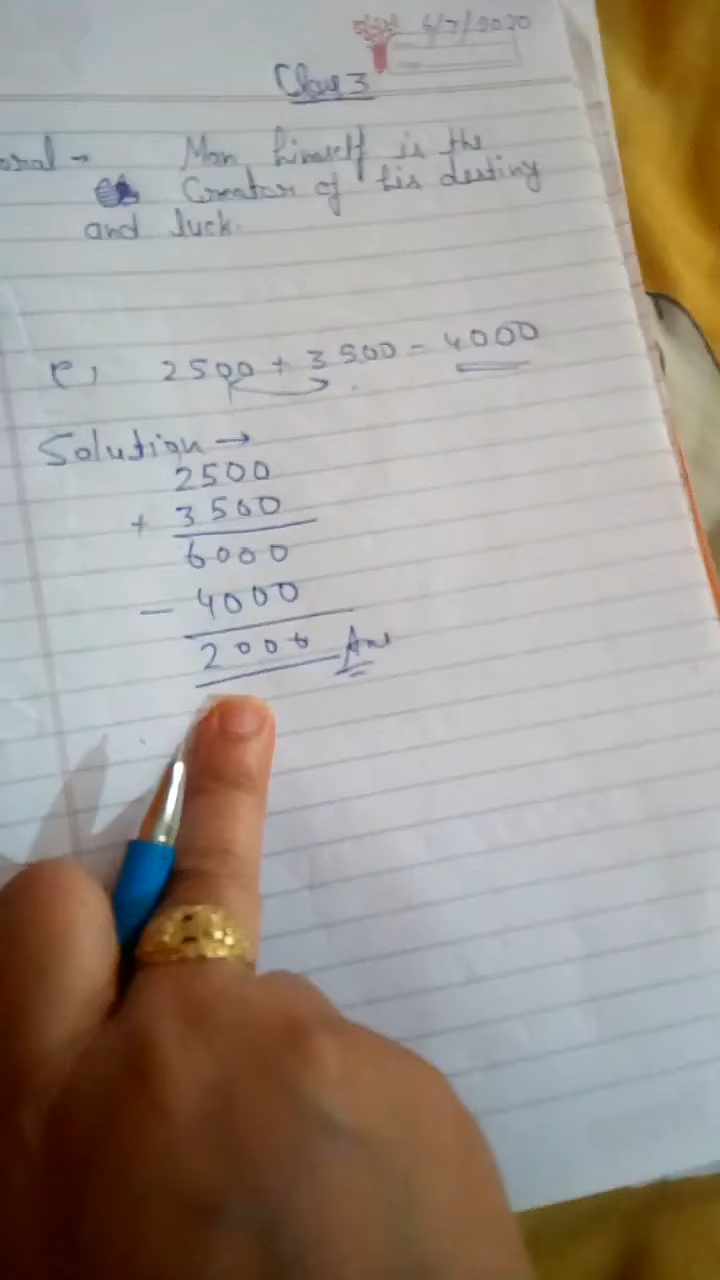 6/7/2020
Class 3
oral → Man himself is the
Creator of his destiny
and luck.
e, 2500 + 3500 - 4000
Solution →
2500
+ 3500
6000
- 4000
2000 Ans